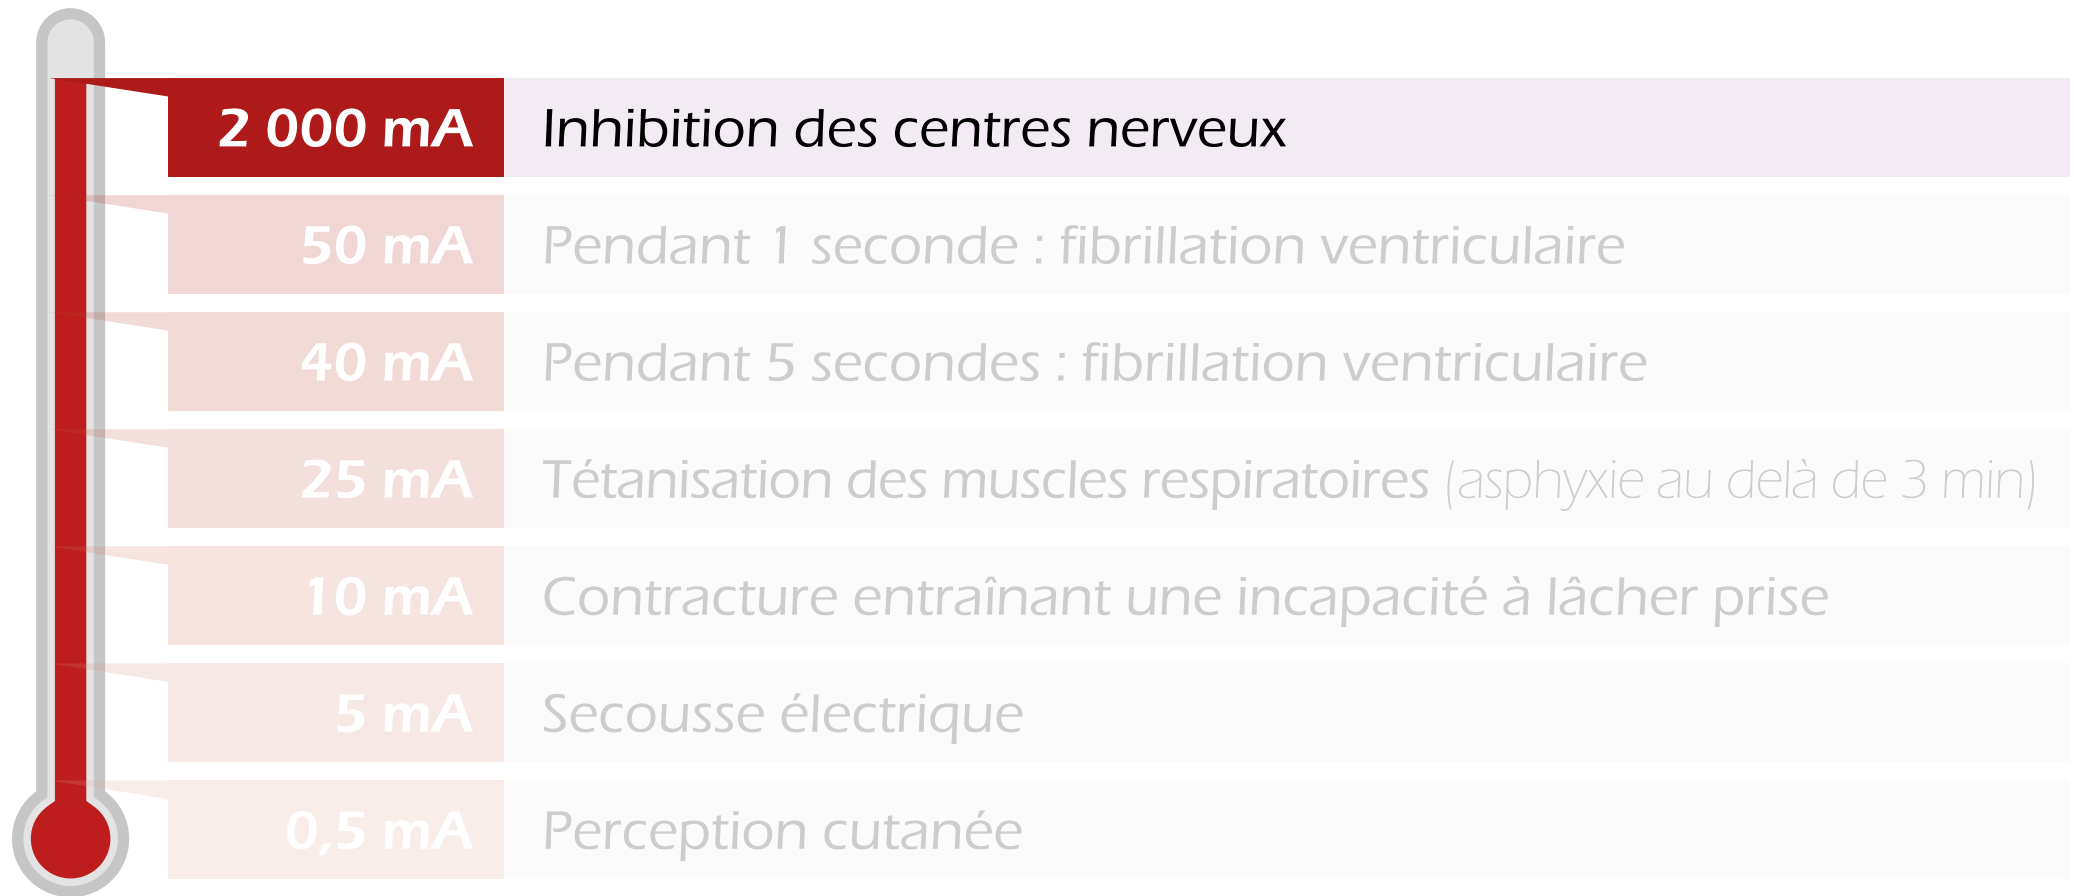 2 000 mA Inhibition des centres nerveux
50 mA Pendant 1 seconde : fibrillation ventriculaire
40 mA Pendant 5 secondes : fibrillation ventriculaire
25 mA Tétanisation des muscles respiratoires (asphyxie au delà de 3 min)
10 mA Contracture entraînant une incapacité à lâcher prise
5 mA Secousse électrique
0,5 mA Perception cutanée